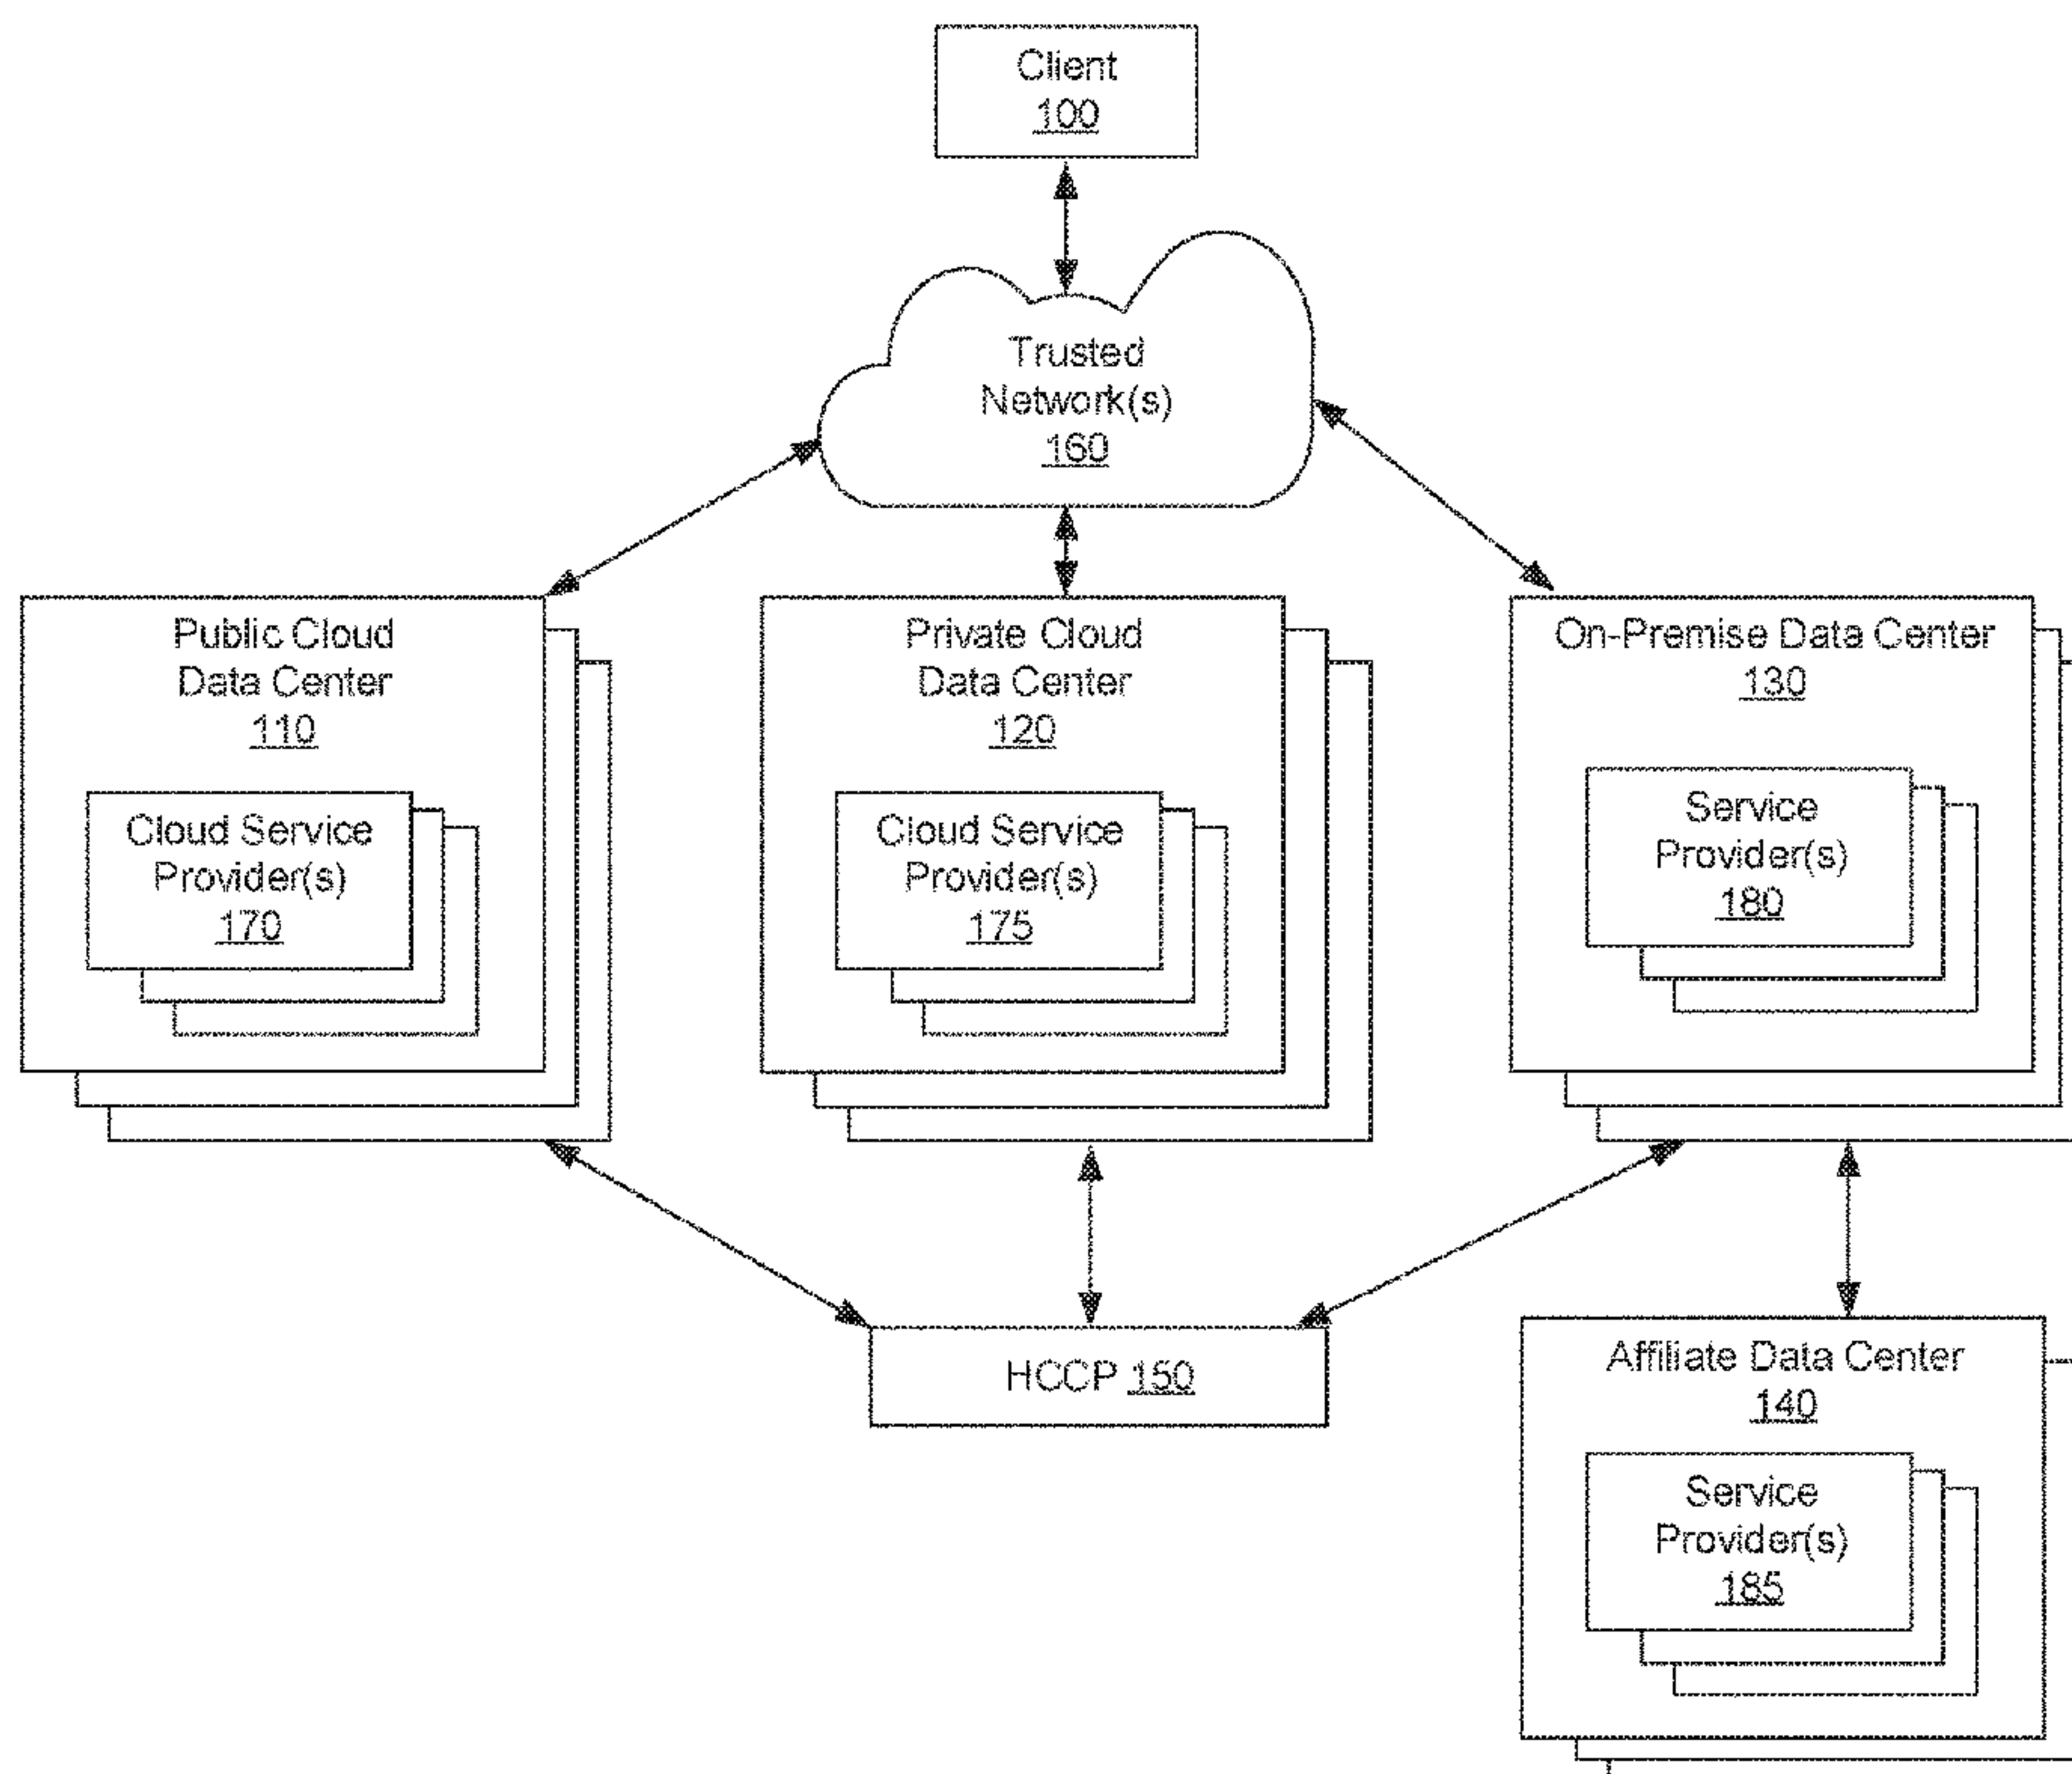 Client
100
Trusted
Network(s)
160
Public Cloud
Data Center
110
Cloud Service
Provider(s)
170
Private Cloud
Data Center
120
Cloud Service
Provider(s)
175
On-Premise Data Center
130
Service
Provider(s)
180
HCCP 150
Affiliate Data Center
140
Service
Provider(s)
185